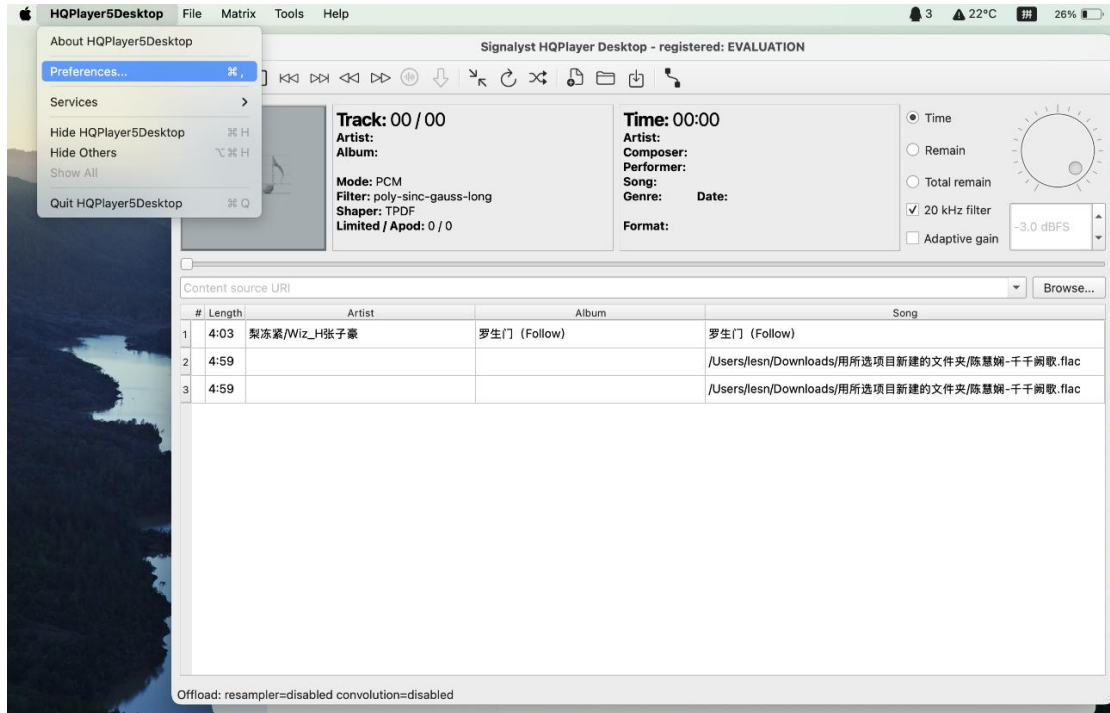 HQPlayer5Desktop File Matrix Tools Help 3 22°C 拼 26%
About HQPlayer5Desktop
Preferences... ⌘ ,
Services
Hide HQPlayer5Desktop ⌘ H
Hide Others ⌥ ⌘ H
Show All
Quit HQPlayer5Desktop ⌘ Q
Signalyst HQPlayer Desktop - registered: EVALUATION
Track: 00 / 00
Artist:
Album:
Mode: PCM
Filter: poly-sinc-gauss-long
Shaper: TPDF
Limited / Apod: 0 / 0
Time: 00:00
Artist:
Composer:
Performer:
Song:
Genre: Date:
Format:
Time
Remain
Total remain
20 kHz filter
Adaptive gain
-3.0 dBFS
Content source URI Browse...
# Length Artist Album Song
1 4:03 梨冻紧/Wiz_H张子豪 罗生门（Follow） 罗生门（Follow）
2 4:59 /Users/lesn/Downloads/用所选项目新建的文件夹/陈慧娴-千千阙歌.flac
3 4:59 /Users/lesn/Downloads/用所选项目新建的文件夹/陈慧娴-千千阙歌.flac
Offload: resampler=disabled convolution=disabled